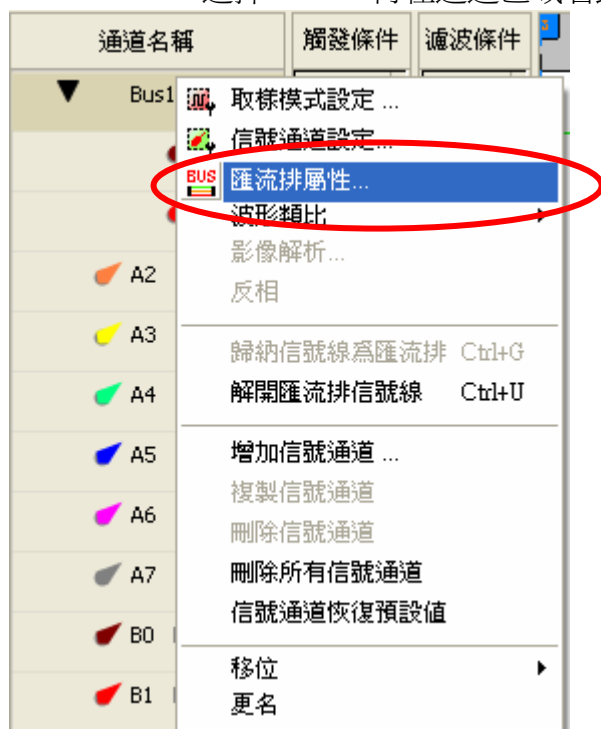 通道名稱 觸發條件 濾波條件
Bus1
取樣模式設定 ...
信號通道設定...
BUS 匯流排屬性...
波形類比
影像解析...
A2
反相
A3
歸納信號線為匯流排 Ctrl+G
A4 解開匯流排信號線 Ctrl+U
A5 增加信號通道 ...
複製信號通道
A6
刪除信號通道
A7 刪除所有信號通道
信號通道恢復預設值
B0
移位
B1 更名